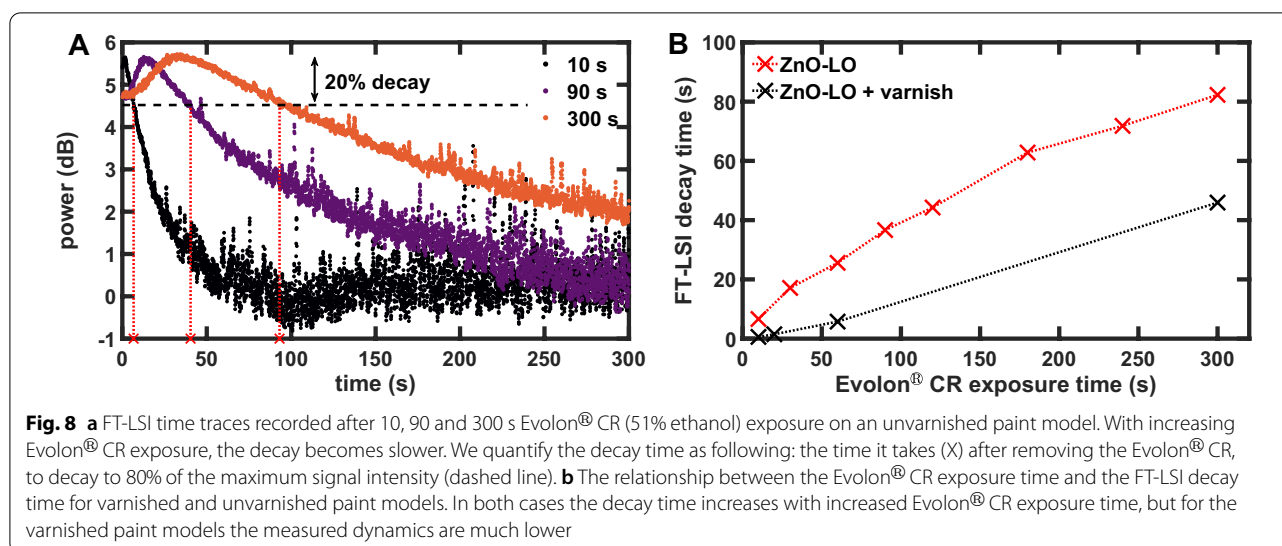 A
6
5
4
3
2
1
0
-1
power (dB)
20% decay
10 s
90 s
300 s
0
50
100
150
200
250
300
time (s)
B
100
80
60
40
20
0
FT-LSI decay time (s)
ZnO-LO
ZnO-LO + varnish
0
50
100
150
200
250
300
Evolon® CR exposure time (s)
Fig. 8 a FT-LSI time traces recorded after 10, 90 and 300 s Evolon® CR (51% ethanol) exposure on an unvarnished paint model. With increasing
Evolon® CR exposure, the decay becomes slower. We quantify the decay time as following: the time it takes (X) after removing the Evolon® CR,
to decay to 80% of the maximum signal intensity (dashed line). b The relationship between the Evolon® CR exposure time and the FT-LSI decay
time for varnished and unvarnished paint models. In both cases the decay time increases with increased Evolon® CR exposure time, but for the
varnished paint models the measured dynamics are much lower